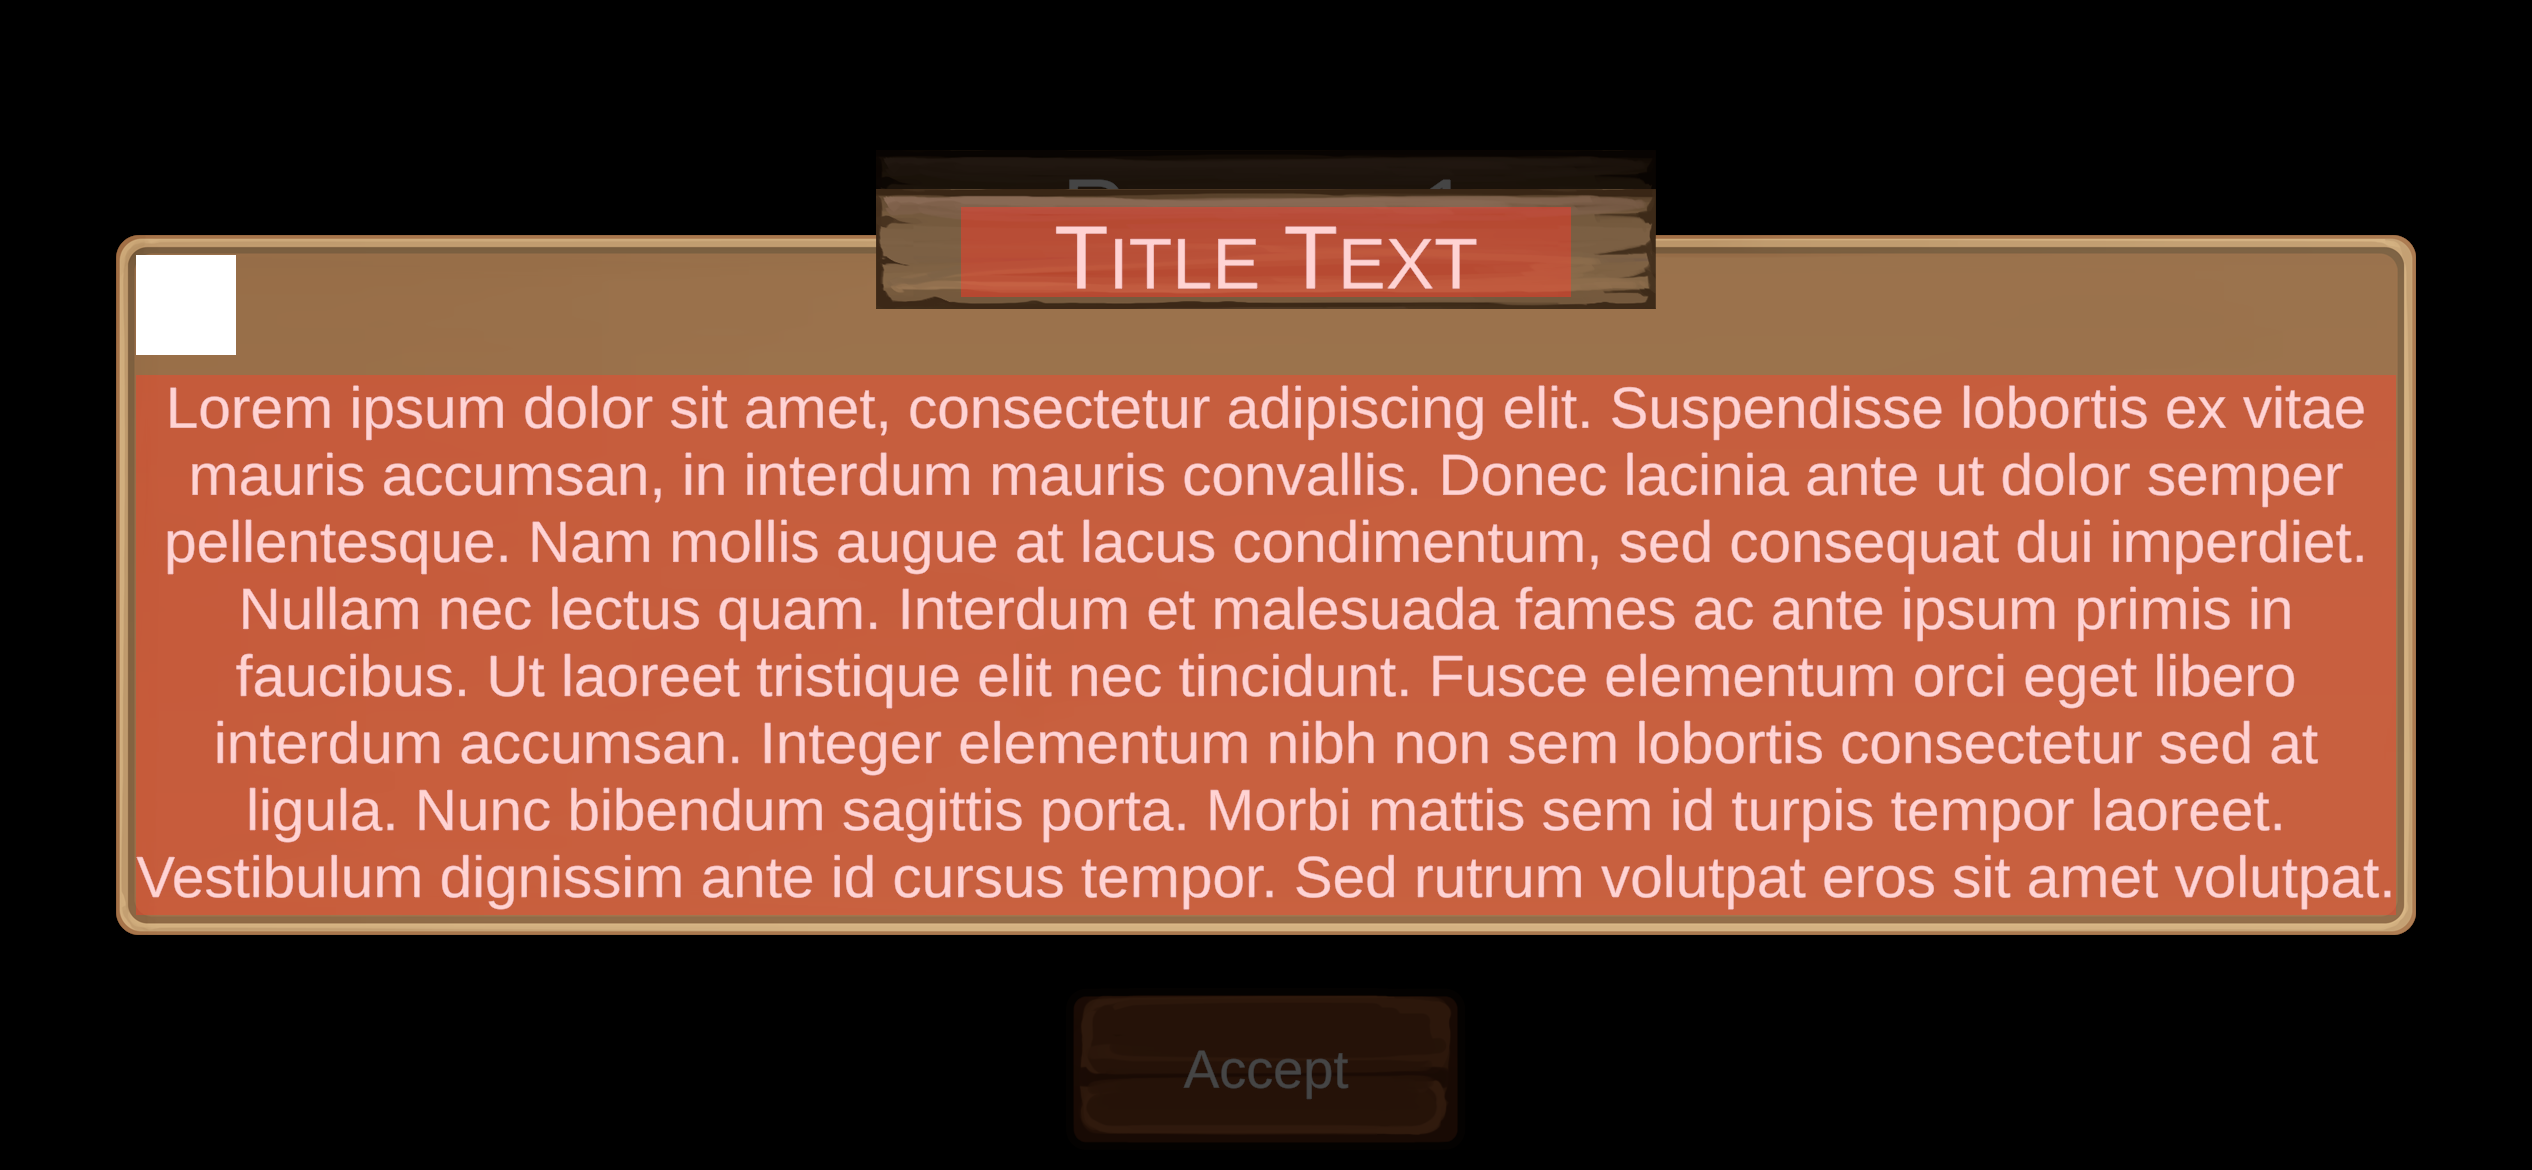 Title Text
Lorem ipsum dolor sit amet, consectetur adipiscing elit. Suspendisse lobortis ex vitae
mauris accumsan, in interdum mauris convallis. Donec lacinia ante ut dolor semper
pellentesque. Nam mollis augue at lacus condimentum, sed consequat dui imperdiet.
Nullam nec lectus quam. Interdum et malesuada fames ac ante ipsum primis in
faucibus. Ut laoreet tristique elit nec tincidunt. Fusce elementum orci eget libero
interdum accumsan. Integer elementum nibh non sem lobortis consectetur sed at
ligula. Nunc bibendum sagittis porta. Morbi mattis sem id turpis tempor laoreet.
Vestibulum dignissim ante id cursus tempor. Sed rutrum volutpat eros sit amet volutpat.
Accept